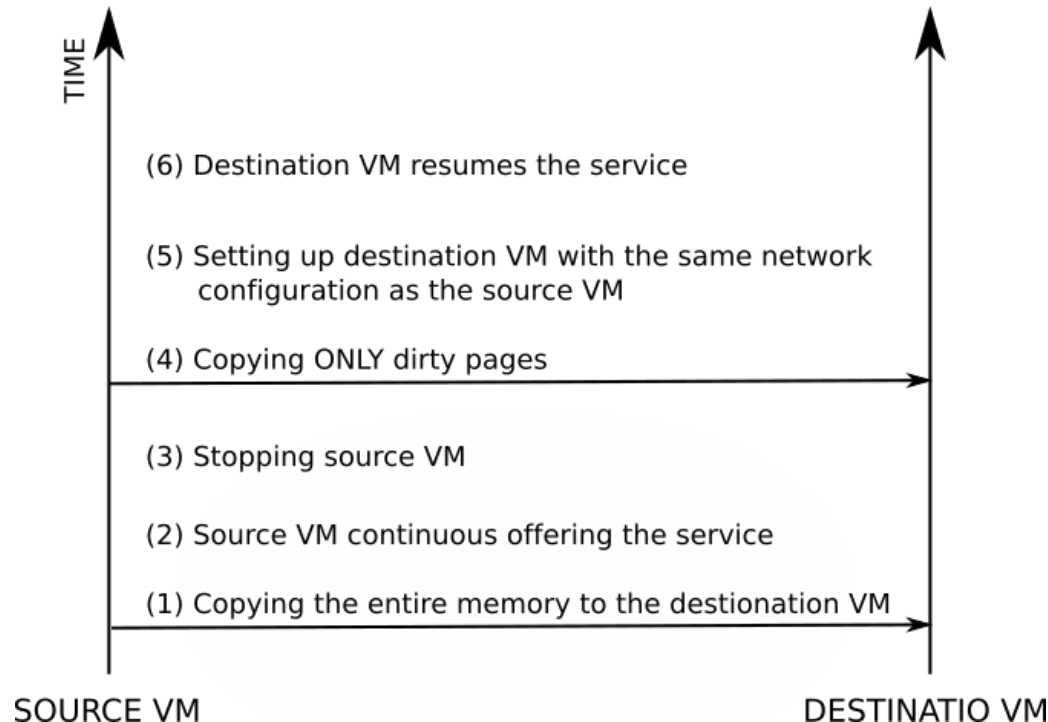 TIME
(6) Destination VM resumes the service
(5) Setting up destination VM with the same network
configuration as the source VM
(4) Copying ONLY dirty pages
(3) Stopping source VM
(2) Source VM continuous offering the service
(1) Copying the entire memory to the destionation VM
SOURCE VM
DESTINATIO VM